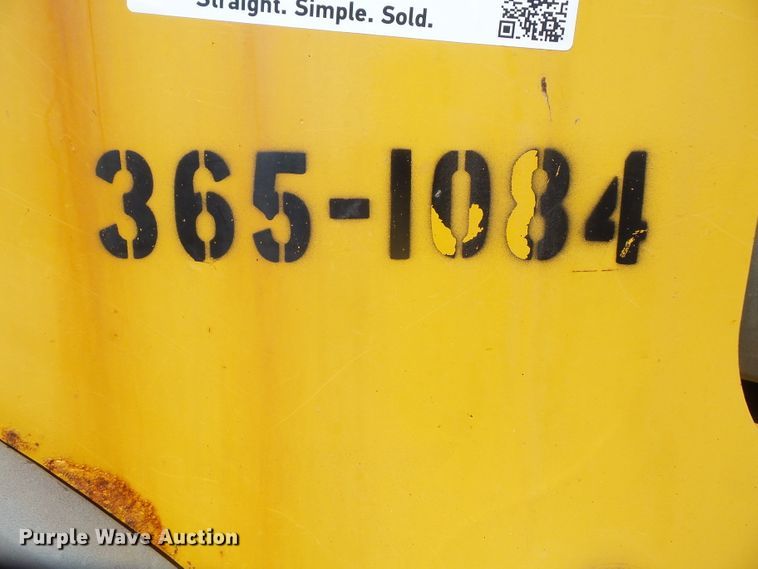 Straight. Simple. Sold.
365-1084
Purple Wave Auction